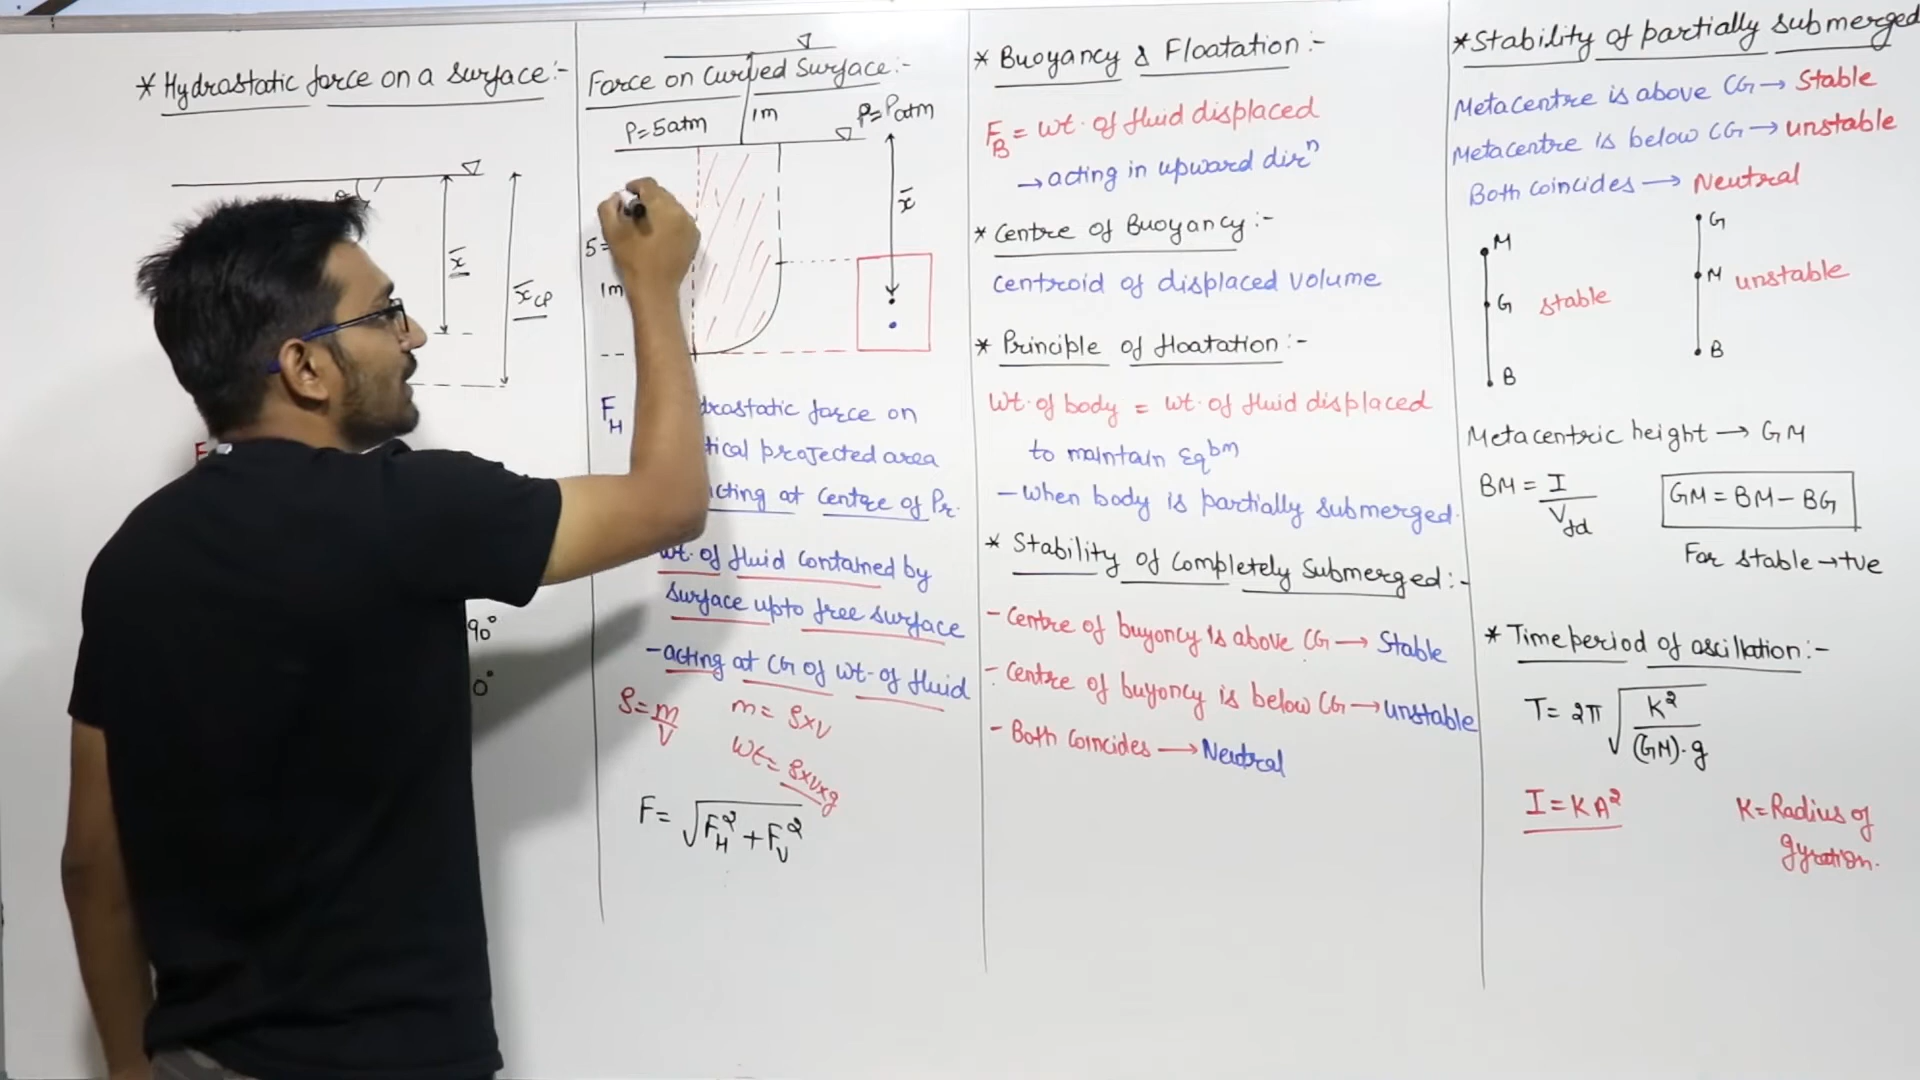 * Hydrostatic force on a surface:-
x̄
x̄CP
F
90°
0°
Force on Curved Surface:-
P=5atm
1m
P=Patm
x̄
5=
1m
FH
drostatic force on
tical projected area
acting at centre of Pr.
wt. of fluid contained by
surface upto free surface
-acting at CG of wt. of fluid
ρ=m/V
m= ρxv
wt= ρxvxg
F= √FH² + FV²
* Buoyancy & Floatation:-
FB = wt. of fluid displaced
→ acting in upward dirⁿ
* Centre of Buoyancy:-
centroid of displaced volume
* Principle of floatation:-
wt. of body = wt. of fluid displaced
to maintain Eqbm
- when body is partially submerged.
* Stability of Completely Submerged:-
- Centre of buyoncy is above CG → Stable
- Centre of buyoncy is below CG → unstable
- Both Coincides → Neutral
* Stability of partially submerged
Metacentre is above CG → Stable
Metacentre is below CG → unstable
Both Coincides → Neutral
M
G
B
stable
G
M
B
unstable
Metacentric height → GM
BM = I/Vfd
GM = BM - BG
For stable → +ve
* Time period of oscillation:-
T= 2π √K²/(GM).g
I = KA²
K=Radius of
gyration.